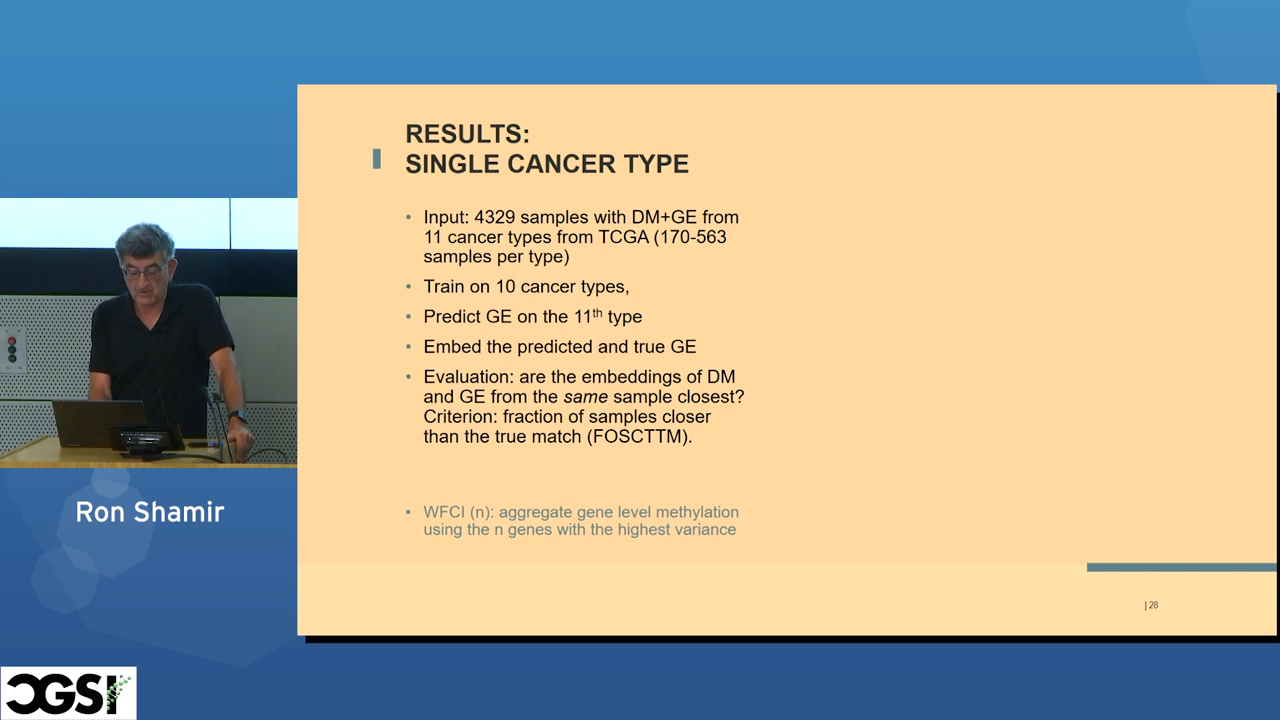 RESULTS:
SINGLE CANCER TYPE
• Input: 4329 samples with DM+GE from
11 cancer types from TCGA (170-563
samples per type)
• Train on 10 cancer types,
• Predict GE on the 11th type
• Embed the predicted and true GE
• Evaluation: are the embeddings of DM
and GE from the same sample closest?
Criterion: fraction of samples closer
than the true match (FOSCTTM).
• WFCI (n): aggregate gene level methylation
using the n genes with the highest variance
| 28
Ron Shamir
CGSI